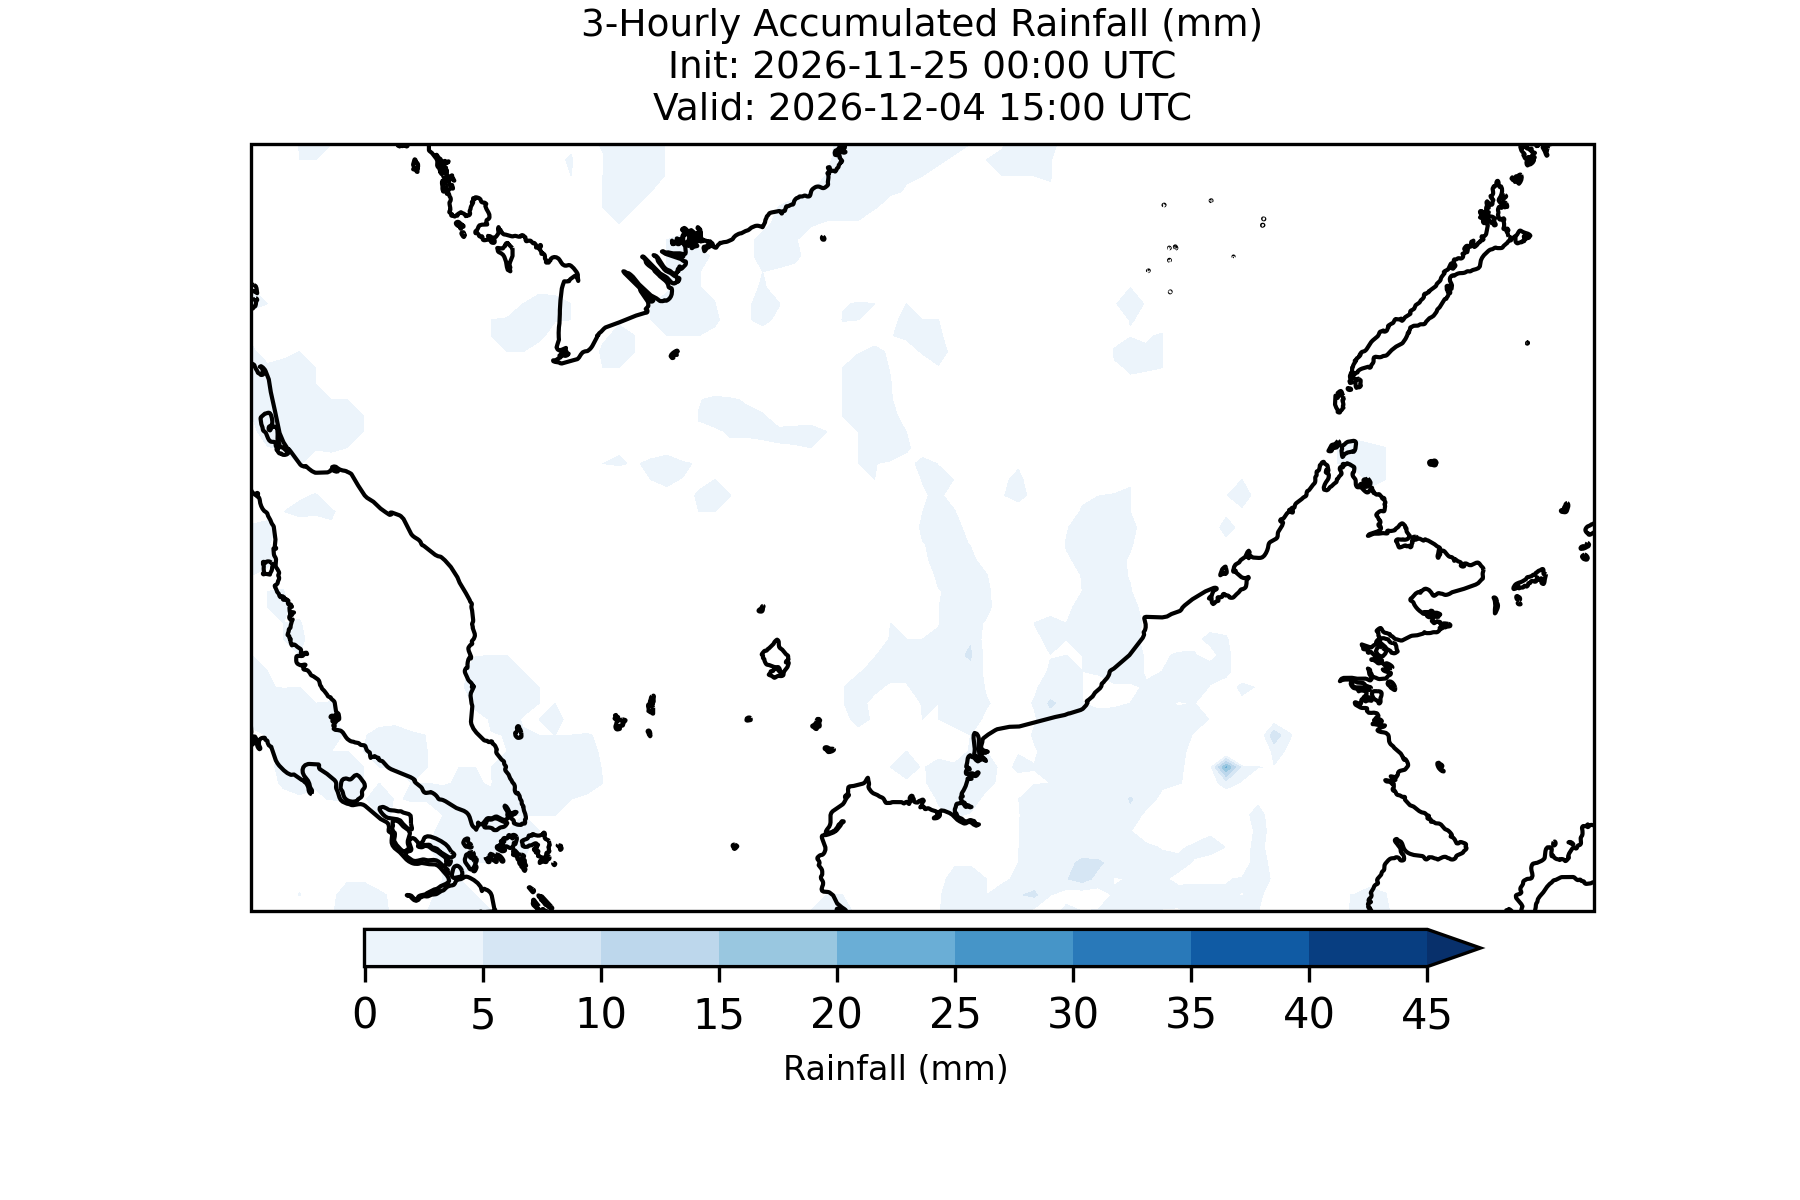 3-Hourly Accumulated Rainfall (mm)
Init: 2026-11-25 00:00 UTC
Valid: 2026-12-04 15:00 UTC
0 5 10 15 20 25 30 35 40 45
Rainfall (mm)